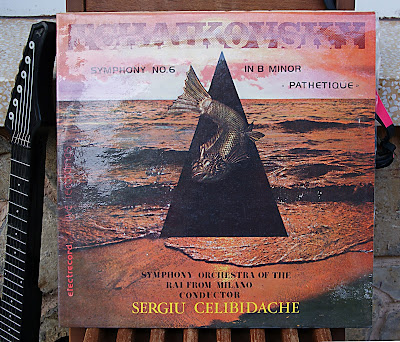 TCHAIKOVSKY
SYMPHONY NO.6 IN B MINOR
« PATHETIQUE »
electrecord
SYMPHONY ORCHESTRA OF THE
RAI FROM MILANO
CONDUCTOR
SERGIU CELIBIDACHE